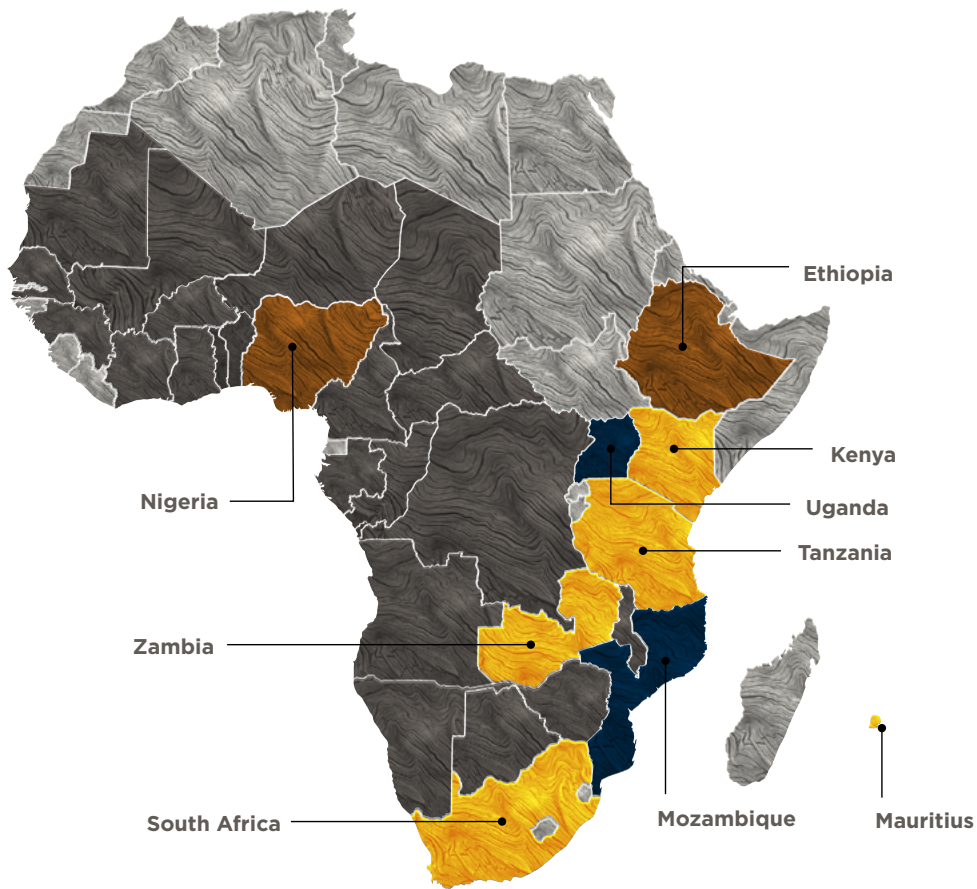 Ethiopia
Kenya
Nigeria
Uganda
Tanzania
Zambia
Mozambique
Mauritius
South Africa